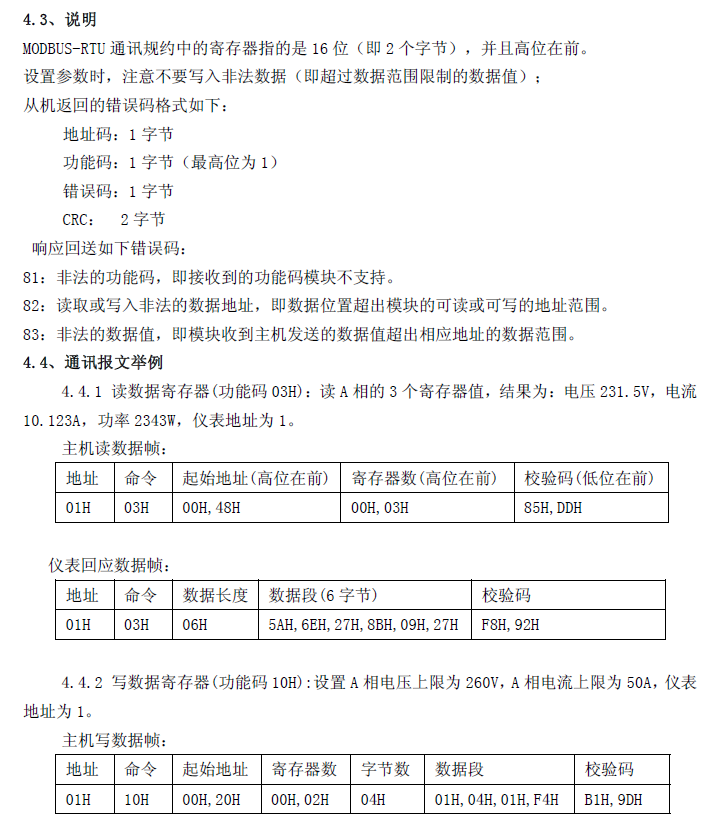 4.3、说明
MODBUS-RTU 通讯规约中的寄存器指的是 16 位（即 2 个字节），并且高位在前。
设置参数时，注意不要写入非法数据（即超过数据范围限制的数据值）；
从机返回的错误码格式如下：
地址码：1 字节
功能码：1 字节（最高位为 1）
错误码：1 字节
CRC： 2 字节
响应回送如下错误码：
81：非法的功能码，即接收到的功能码模块不支持。
82：读取或写入非法的数据地址，即数据位置超出模块的可读或可写的地址范围。
83：非法的数据值，即模块收到主机发送的数据值超出相应地址的数据范围。
4.4、通讯报文举例
4.4.1 读数据寄存器(功能码 03H)：读 A 相的 3 个寄存器值，结果为：电压 231.5V，电流
10.123A，功率 2343W，仪表地址为 1。
主机读数据帧：
地址 命令 起始地址(高位在前) 寄存器数(高位在前) 校验码(低位在前)
01H 03H 00H,48H 00H,03H 85H,DDH
仪表回应数据帧：
地址 命令 数据长度 数据段(6 字节) 校验码
01H 03H 06H 5AH,6EH,27H,8BH,09H,27H F8H,92H
4.4.2 写数据寄存器(功能码 10H):设置 A 相电压上限为 260V，A 相电流上限为 50A，仪表
地址为 1。
主机写数据帧：
地址 命令 起始地址 寄存器数 字节数 数据段 校验码
01H 10H 00H,20H 00H,02H 04H 01H,04H,01H,F4H B1H,9DH